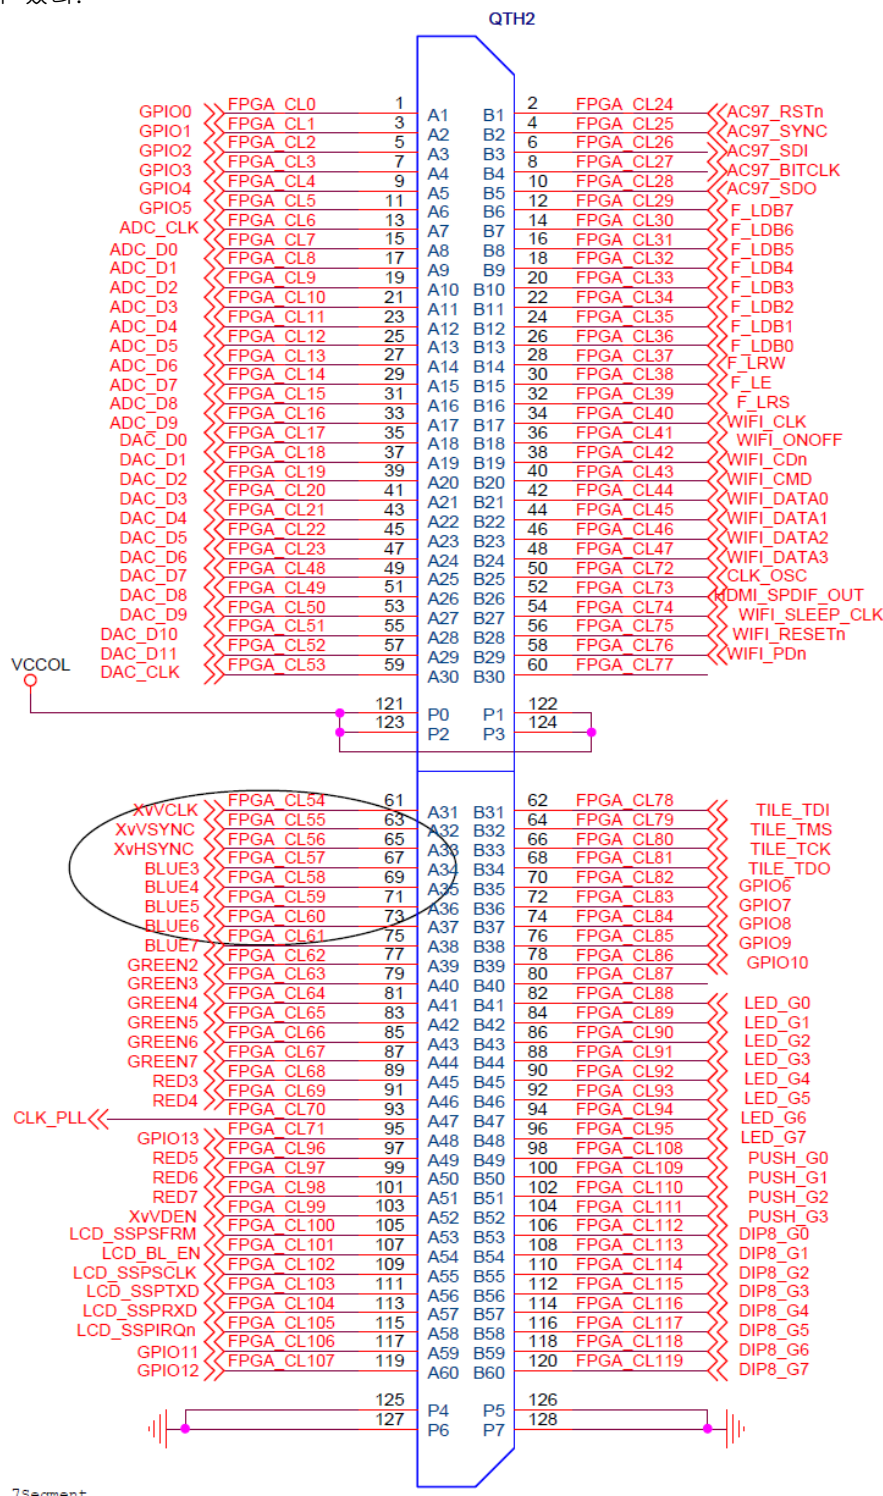 QTH2
GPIO0 FPGA_CL0 1 A1 B1 2 FPGA_CL24 AC97_RSTn
GPIO1 FPGA_CL1 3 A2 B2 4 FPGA_CL25 AC97_SYNC
GPIO2 FPGA_CL2 5 A3 B3 6 FPGA_CL26 AC97_SDI
GPIO3 FPGA_CL3 7 A4 B4 8 FPGA_CL27 AC97_BITCLK
GPIO4 FPGA_CL4 9 A5 B5 10 FPGA_CL28 AC97_SDO
GPIO5 FPGA_CL5 11 A6 B6 12 FPGA_CL29 F_LDB7
ADC_CLK FPGA_CL6 13 A7 B7 14 FPGA_CL30 F_LDB6
ADC_D0 FPGA_CL7 15 A8 B8 16 FPGA_CL31 F_LDB5
ADC_D1 FPGA_CL8 17 A9 B9 18 FPGA_CL32 F_LDB4
ADC_D2 FPGA_CL9 19 A10 B10 20 FPGA_CL33 F_LDB3
ADC_D3 FPGA_CL10 21 A11 B11 22 FPGA_CL34 F_LDB2
ADC_D4 FPGA_CL11 23 A12 B12 24 FPGA_CL35 F_LDB1
ADC_D5 FPGA_CL12 25 A13 B13 26 FPGA_CL36 F_LDB0
ADC_D6 FPGA_CL13 27 A14 B14 28 FPGA_CL37 F_LRW
ADC_D7 FPGA_CL14 29 A15 B15 30 FPGA_CL38 F_LE
ADC_D8 FPGA_CL15 31 A16 B16 32 FPGA_CL39 F_LRS
ADC_D9 FPGA_CL16 33 A17 B17 34 FPGA_CL40 WIFI_CLK
DAC_D0 FPGA_CL17 35 A18 B18 36 FPGA_CL41 WIFI_ONOFF
DAC_D1 FPGA_CL18 37 A19 B19 38 FPGA_CL42 WIFI_CDn
DAC_D2 FPGA_CL19 39 A20 B20 40 FPGA_CL43 WIFI_CMD
DAC_D3 FPGA_CL20 41 A21 B21 42 FPGA_CL44 WIFI_DATA0
DAC_D4 FPGA_CL21 43 A22 B22 44 FPGA_CL45 WIFI_DATA1
DAC_D5 FPGA_CL22 45 A23 B23 46 FPGA_CL46 WIFI_DATA2
DAC_D6 FPGA_CL23 47 A24 B24 48 FPGA_CL47 WIFI_DATA3
DAC_D7 FPGA_CL48 49 A25 B25 50 FPGA_CL72 CLK_OSC
DAC_D8 FPGA_CL49 51 A26 B26 52 FPGA_CL73 HDMI_SPDIF_OUT
DAC_D9 FPGA_CL50 53 A27 B27 54 FPGA_CL74 WIFI_SLEEP_CLK
DAC_D10 FPGA_CL51 55 A28 B28 56 FPGA_CL75 WIFI_RESETn
DAC_D11 FPGA_CL52 57 A29 B29 58 FPGA_CL76 WIFI_PDn
DAC_CLK FPGA_CL53 59 A30 B30 60 FPGA_CL77
VCCOL
121 P0 P1 122
123 P2 P3 124
XvVCLK FPGA_CL54 61 A31 B31 62 FPGA_CL78 TILE_TDI
XvVSYNC FPGA_CL55 63 A32 B32 64 FPGA_CL79 TILE_TMS
XvHSYNC FPGA_CL56 65 A33 B33 66 FPGA_CL80 TILE_TCK
BLUE3 FPGA_CL57 67 A34 B34 68 FPGA_CL81 TILE_TDO
BLUE4 FPGA_CL58 69 A35 B35 70 FPGA_CL82 GPIO6
BLUE5 FPGA_CL59 71 A36 B36 72 FPGA_CL83 GPIO7
BLUE6 FPGA_CL60 73 A37 B37 74 FPGA_CL84 GPIO8
BLUE7 FPGA_CL61 75 A38 B38 76 FPGA_CL85 GPIO9
GREEN2 FPGA_CL62 77 A39 B39 78 FPGA_CL86 GPIO10
GREEN3 FPGA_CL63 79 A40 B40 80 FPGA_CL87
GREEN4 FPGA_CL64 81 A41 B41 82 FPGA_CL88 LED_G0
GREEN5 FPGA_CL65 83 A42 B42 84 FPGA_CL89 LED_G1
GREEN6 FPGA_CL66 85 A43 B43 86 FPGA_CL90 LED_G2
GREEN7 FPGA_CL67 87 A44 B44 88 FPGA_CL91 LED_G3
RED3 FPGA_CL68 89 A45 B45 90 FPGA_CL92 LED_G4
RED4 FPGA_CL69 91 A46 B46 92 FPGA_CL93 LED_G5
CLK_PLL FPGA_CL70 93 A47 B47 94 FPGA_CL94 LED_G6
GPIO13 FPGA_CL71 95 A48 B48 96 FPGA_CL95 LED_G7
RED5 FPGA_CL96 97 A49 B49 98 FPGA_CL108 PUSH_G0
RED6 FPGA_CL97 99 A50 B50 100 FPGA_CL109 PUSH_G1
RED7 FPGA_CL98 101 A51 B51 102 FPGA_CL110 PUSH_G2
XvVDEN FPGA_CL99 103 A52 B52 104 FPGA_CL111 PUSH_G3
LCD_SSPSFRM FPGA_CL100 105 A53 B53 106 FPGA_CL112 DIP8_G0
LCD_BL_EN FPGA_CL101 107 A54 B54 108 FPGA_CL113 DIP8_G1
LCD_SSPSCLK FPGA_CL102 109 A55 B55 110 FPGA_CL114 DIP8_G2
LCD_SSPTXD FPGA_CL103 111 A56 B56 112 FPGA_CL115 DIP8_G3
LCD_SSPRXD FPGA_CL104 113 A57 B57 114 FPGA_CL116 DIP8_G4
LCD_SSPIRQn FPGA_CL105 115 A58 B58 116 FPGA_CL117 DIP8_G5
GPIO11 FPGA_CL106 117 A59 B59 118 FPGA_CL118 DIP8_G6
GPIO12 FPGA_CL107 119 A60 B60 120 FPGA_CL119 DIP8_G7
125 P4 P5 126
127 P6 P7 128
7Segment